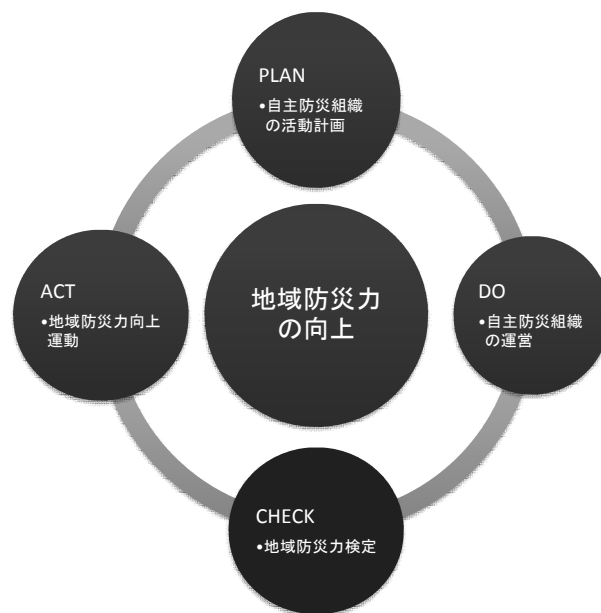 PLAN
•自主防災組織
の活動計画
地域防災力
の向上
ACT
•地域防災力向上
運動
DO
•自主防災組織
の運営
CHECK
•地域防災力検定